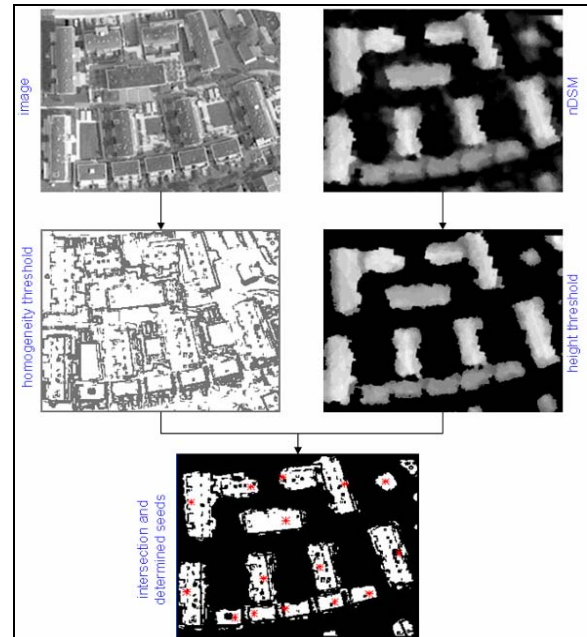 image
nDSM
homogeneity threshold
height threshold
intersection and
determined seeds